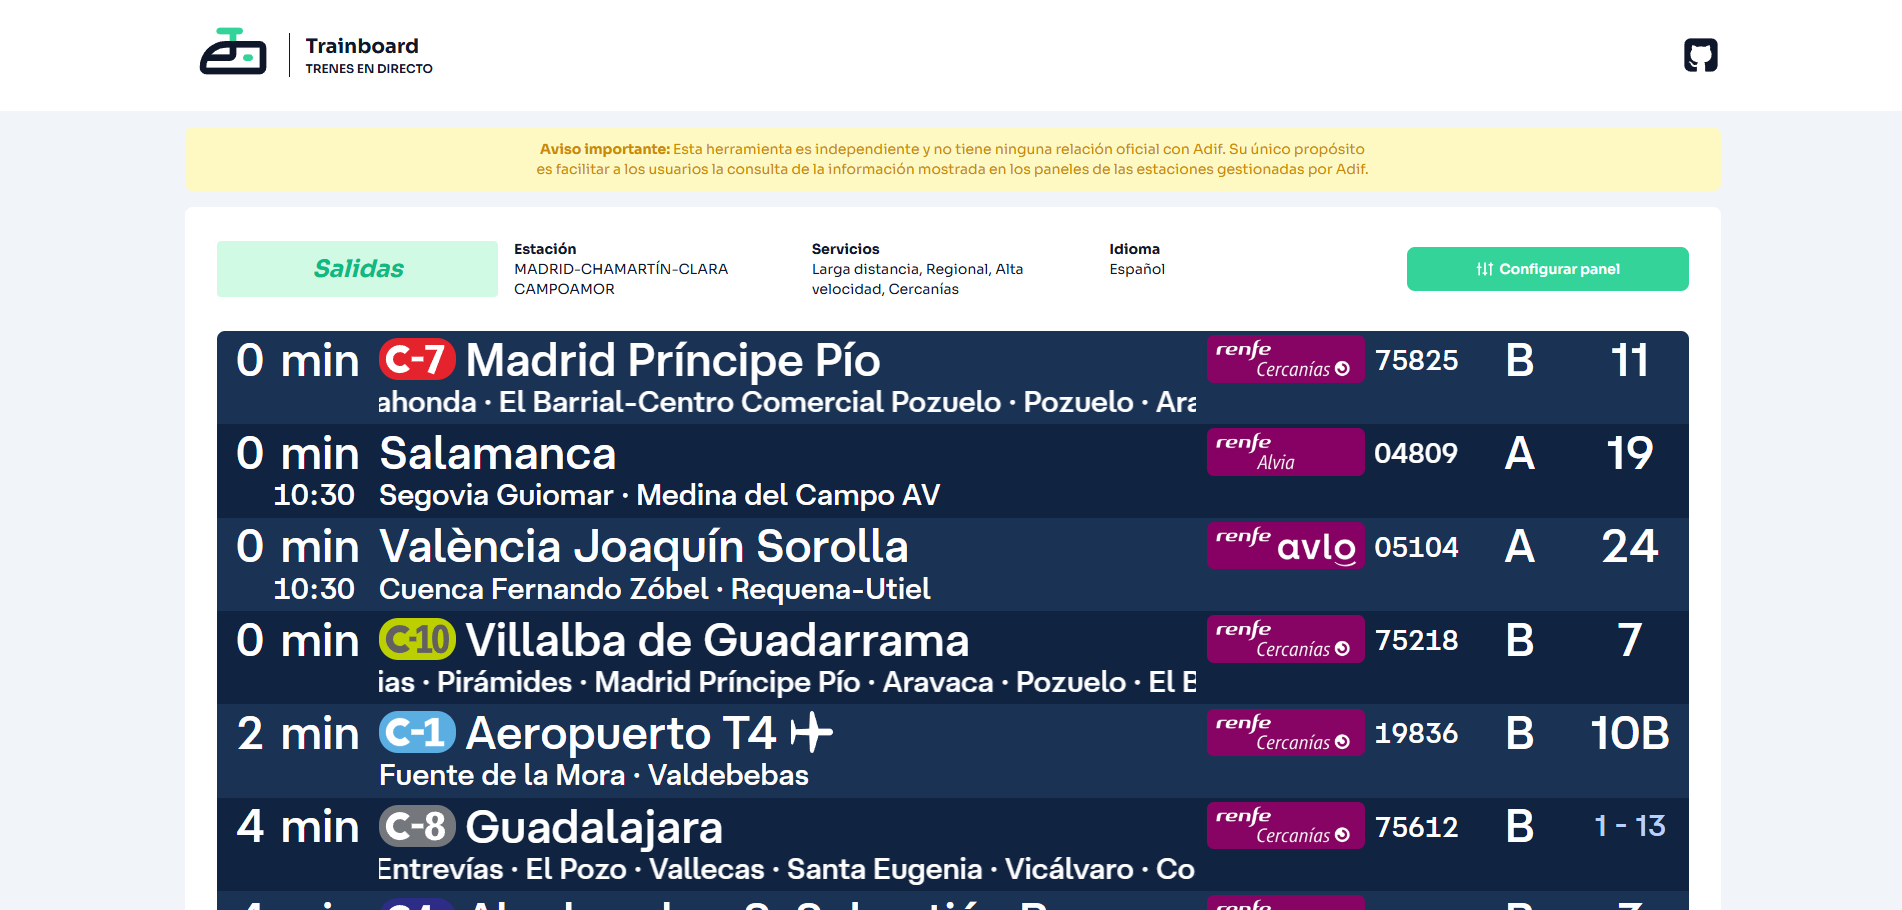 Trainboard
TRENES EN DIRECTO
Aviso importante: Esta herramienta es independiente y no tiene ninguna relación oficial con Adif. Su único propósito
es facilitar a los usuarios la consulta de la información mostrada en los paneles de las estaciones gestionadas por Adif.
Salidas
Estación
MADRID-CHAMARTÍN-CLARA
CAMPOAMOR
Servicios
Larga distancia, Regional, Alta
velocidad, Cercanías
Idioma
Español
Configurar panel
0 min C-7 Madrid Príncipe Pío renfe Cercanías 75825 B 11
ahonda · El Barrial-Centro Comercial Pozuelo · Pozuelo · Ara
0 min Salamanca renfe Alvia 04809 A 19
10:30 Segovia Guiomar · Medina del Campo AV
0 min València Joaquín Sorolla renfe avlo 05104 A 24
10:30 Cuenca Fernando Zóbel · Requena-Utiel
0 min C-10 Villalba de Guadarrama renfe Cercanías 75218 B 7
ias · Pirámides · Madrid Príncipe Pío · Aravaca · Pozuelo · El B
2 min C-1 Aeropuerto T4 renfe Cercanías 19836 B 10B
Fuente de la Mora · Valdebebas
4 min C-8 Guadalajara renfe Cercanías 75612 B 1 - 13
Entrevías · El Pozo · Vallecas · Santa Eugenia · Vicálvaro · Co